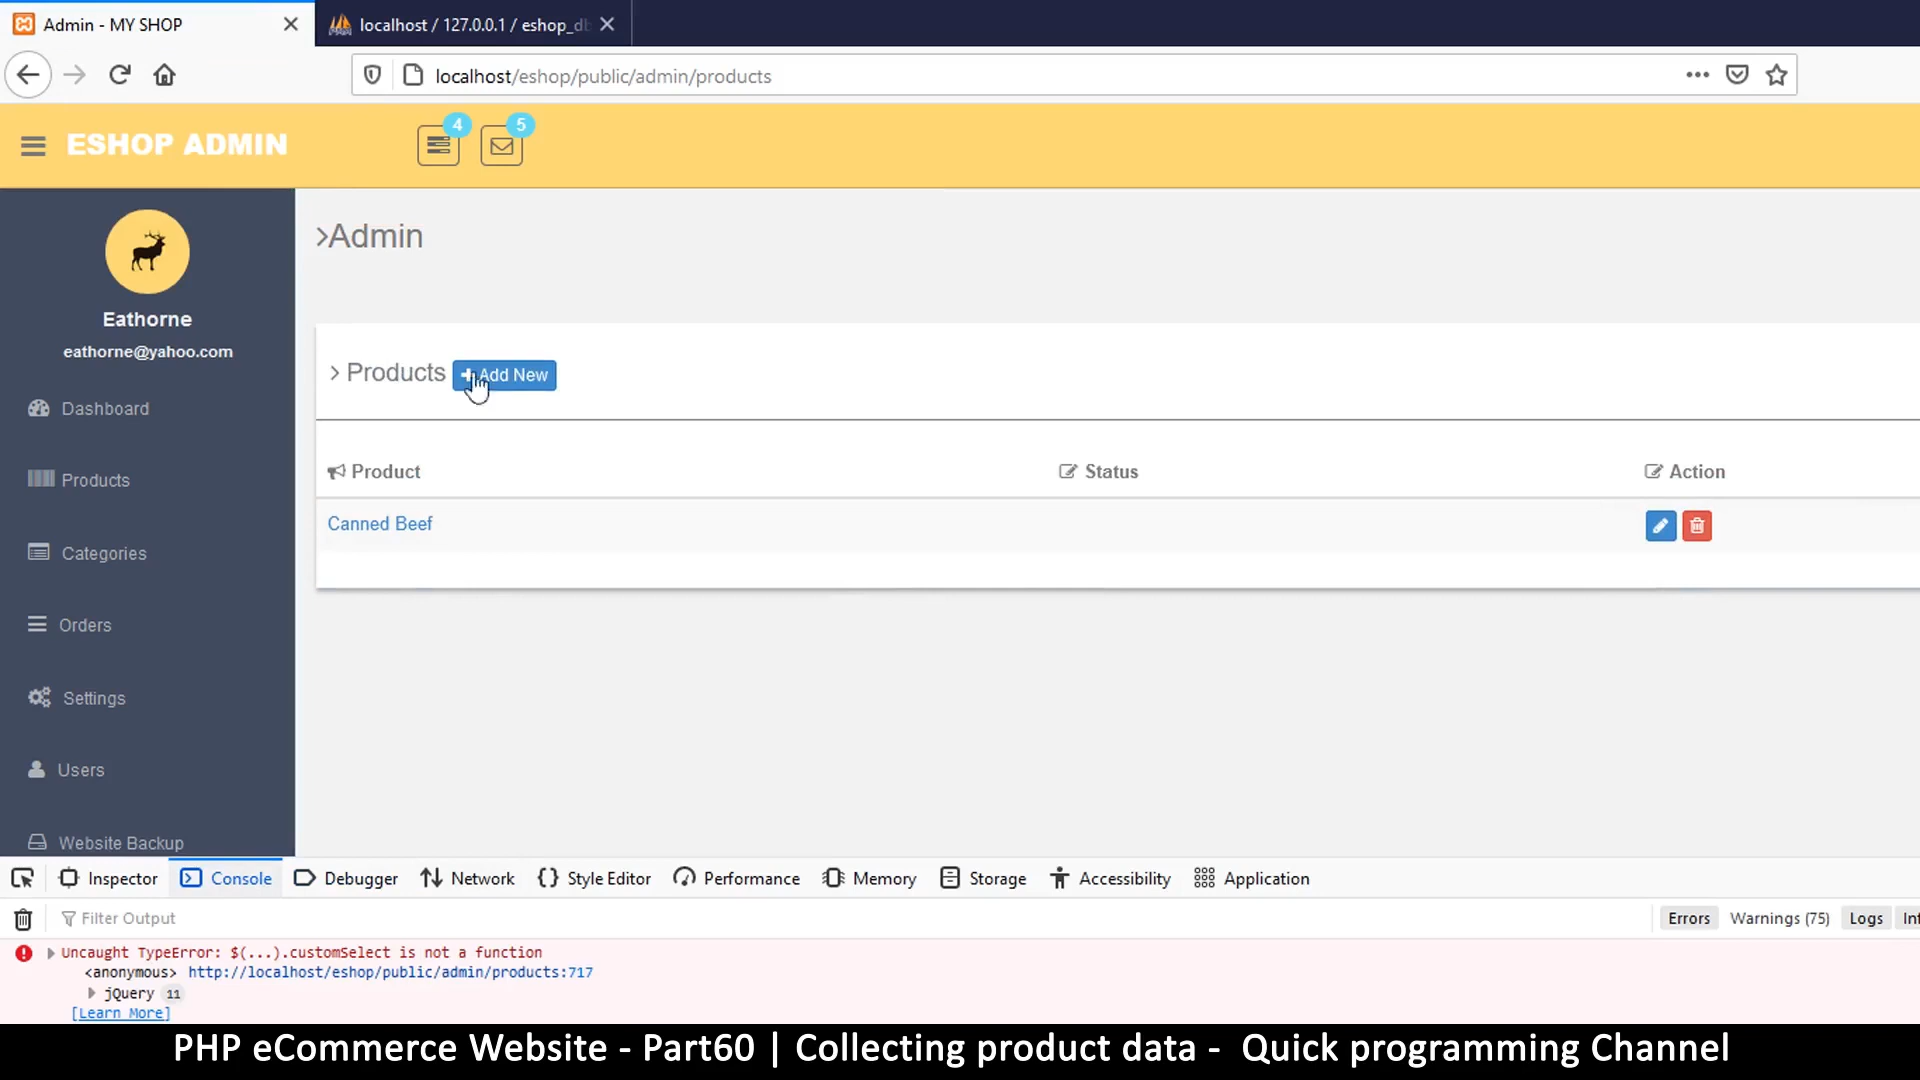 Admin - MY SHOP
localhost / 127.0.0.1 / eshop_d
localhost/eshop/public/admin/products
ESHOP ADMIN
4
5
>Admin
Eathorne
eathorne@yahoo.com
> Products
Add New
Product
Status
Action
Canned Beef
Dashboard
Products
Categories
Orders
Settings
Users
Website Backup
Inspector
Console
Debugger
Network
Style Editor
Performance
Memory
Storage
Accessibility
Application
Filter Output
Errors
Warnings (75)
Logs
Uncaught TypeError: $(...).customSelect is not a function
<anonymous> http://localhost/eshop/public/admin/products:717
jQuery 11
[Learn More]
PHP eCommerce Website - Part60 | Collecting product data - Quick programming Channel